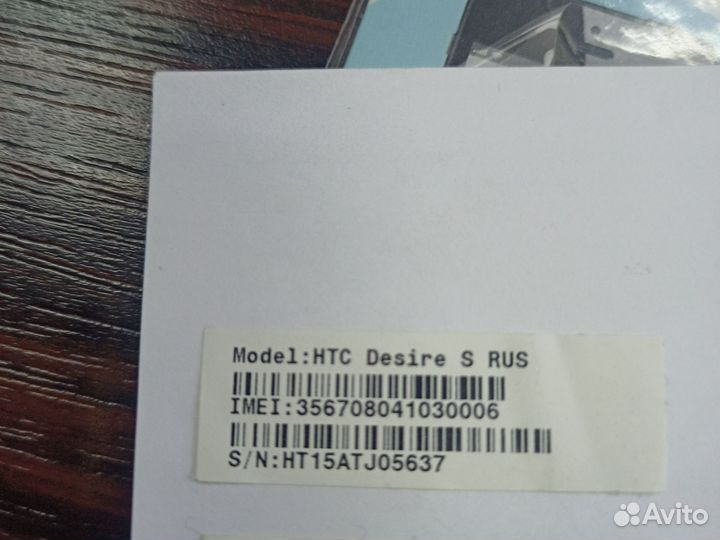 Model:HTC Desire S RUS
IMEI:356708041030006
S/N:HT15ATJ05637
Avito